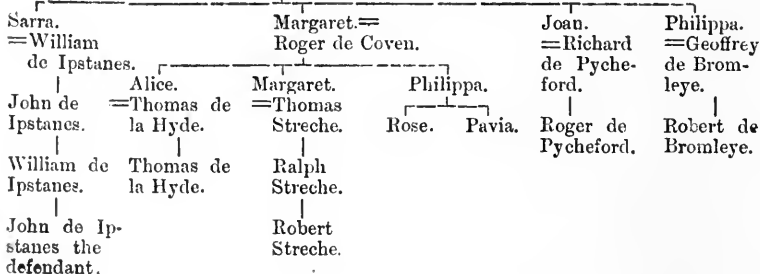 Sarra. Margaret.= Joan. Philippa.
=William Roger de Coven. =Richard =Geoffrey
de Ipstanes. de Pyche- de Brom-
Alice. Margaret. Philippa. ford. leye.
John de =Thomas de =Thomas
Ipstanes. la Hyde. Streche. Rose. Pavia. Roger de Robert de
Pycheford. Bromleye.
William de Thomas de Ralph
Ipstanes. la Hyde. Streche.
John de Ip- Robert
stanes the Streche.
defendant.